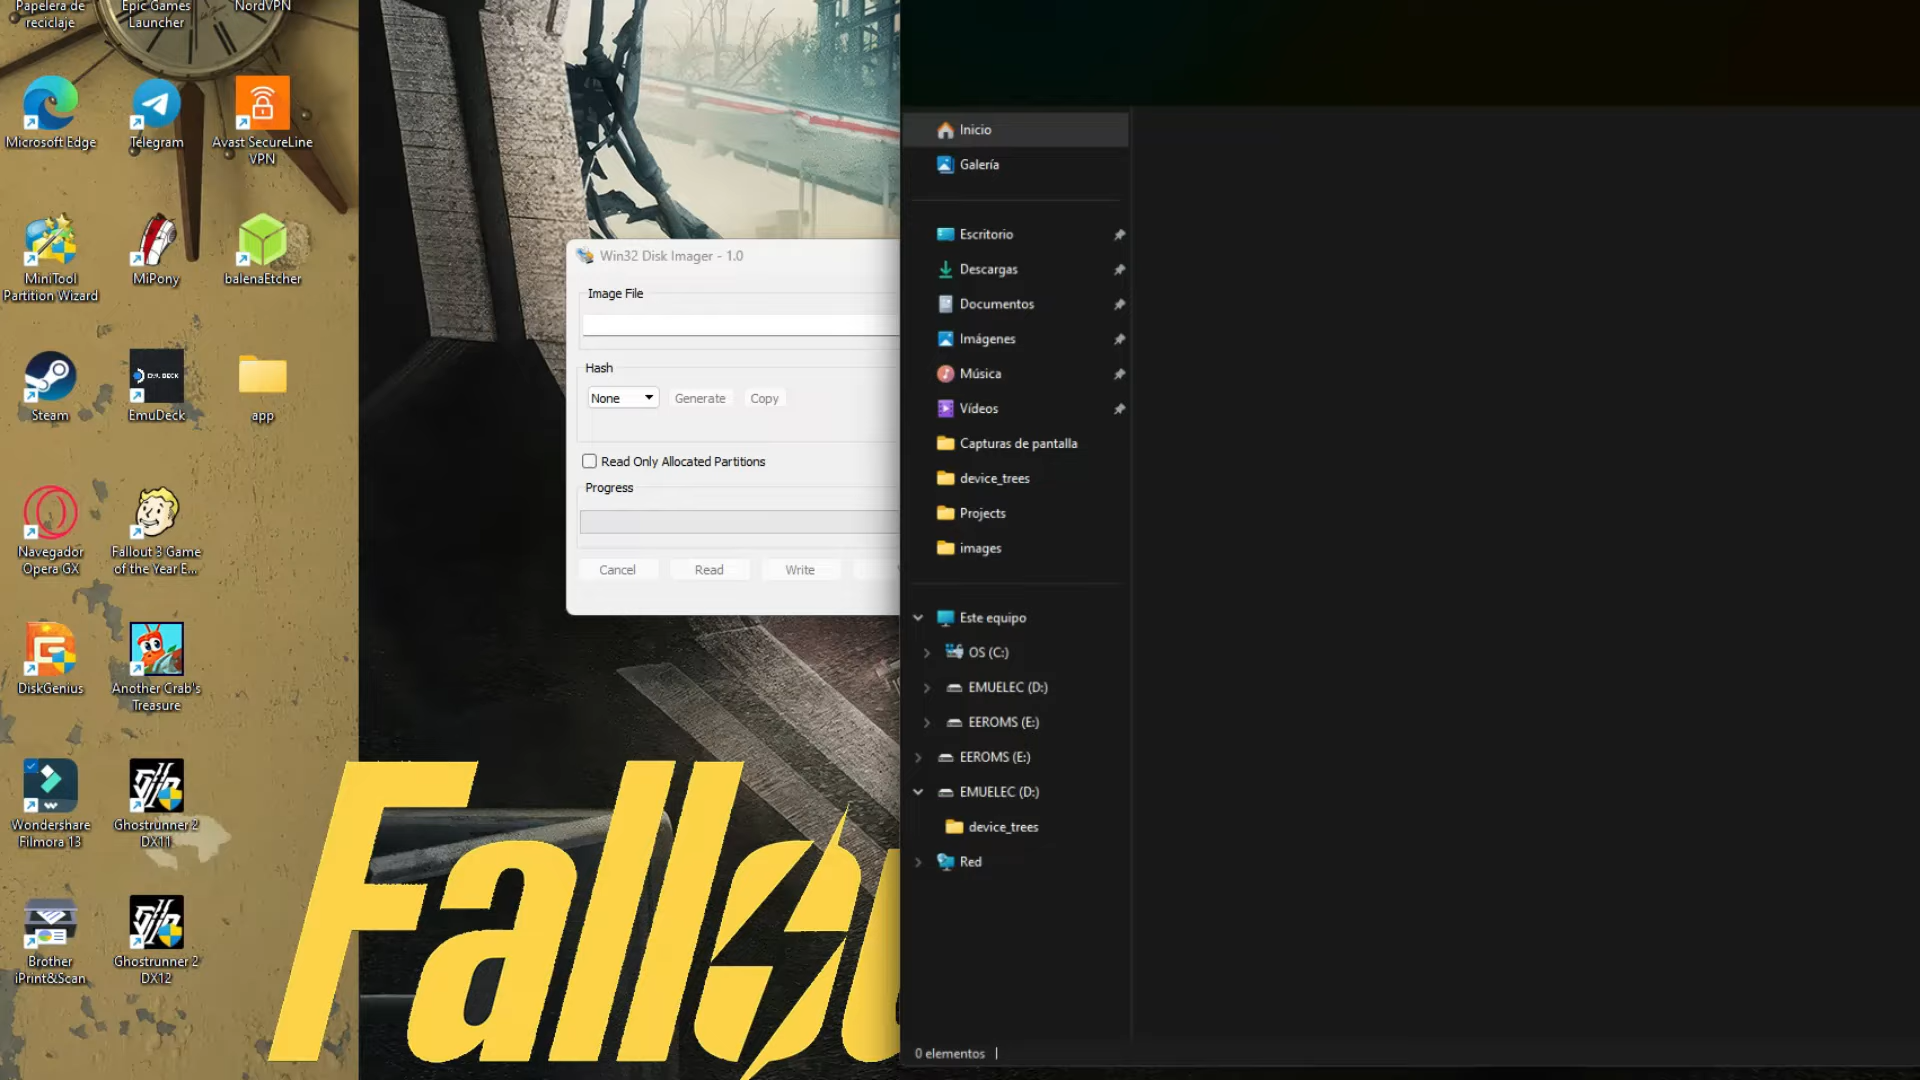 Papelera de
reciclaje
Epic Games
Launcher
NordVPN
Microsoft Edge
Telegram
Avast SecureLine
VPN
MiniTool
Partition Wizard
MiPony
balenaEtcher
Steam
EmuDeck
app
Navegador
Opera GX
Fallout 3 Game
of the Year E...
DiskGenius
Another Crab's
Treasure
Wondershare
Filmora 13
Ghostrunner 2
DX11
Brother
iPrint&Scan
Ghostrunner 2
DX12
Win32 Disk Imager - 1.0
Image File
Hash
None
Generate
Copy
Read Only Allocated Partitions
Progress
Cancel
Read
Write
Inicio
Galería
Escritorio
Descargas
Documentos
Imágenes
Música
Vídeos
Capturas de pantalla
device_trees
Projects
images
Este equipo
OS (C:)
EMUELEC (D:)
EEROMS (E:)
EEROMS (E:)
EMUELEC (D:)
device_trees
Red
0 elementos